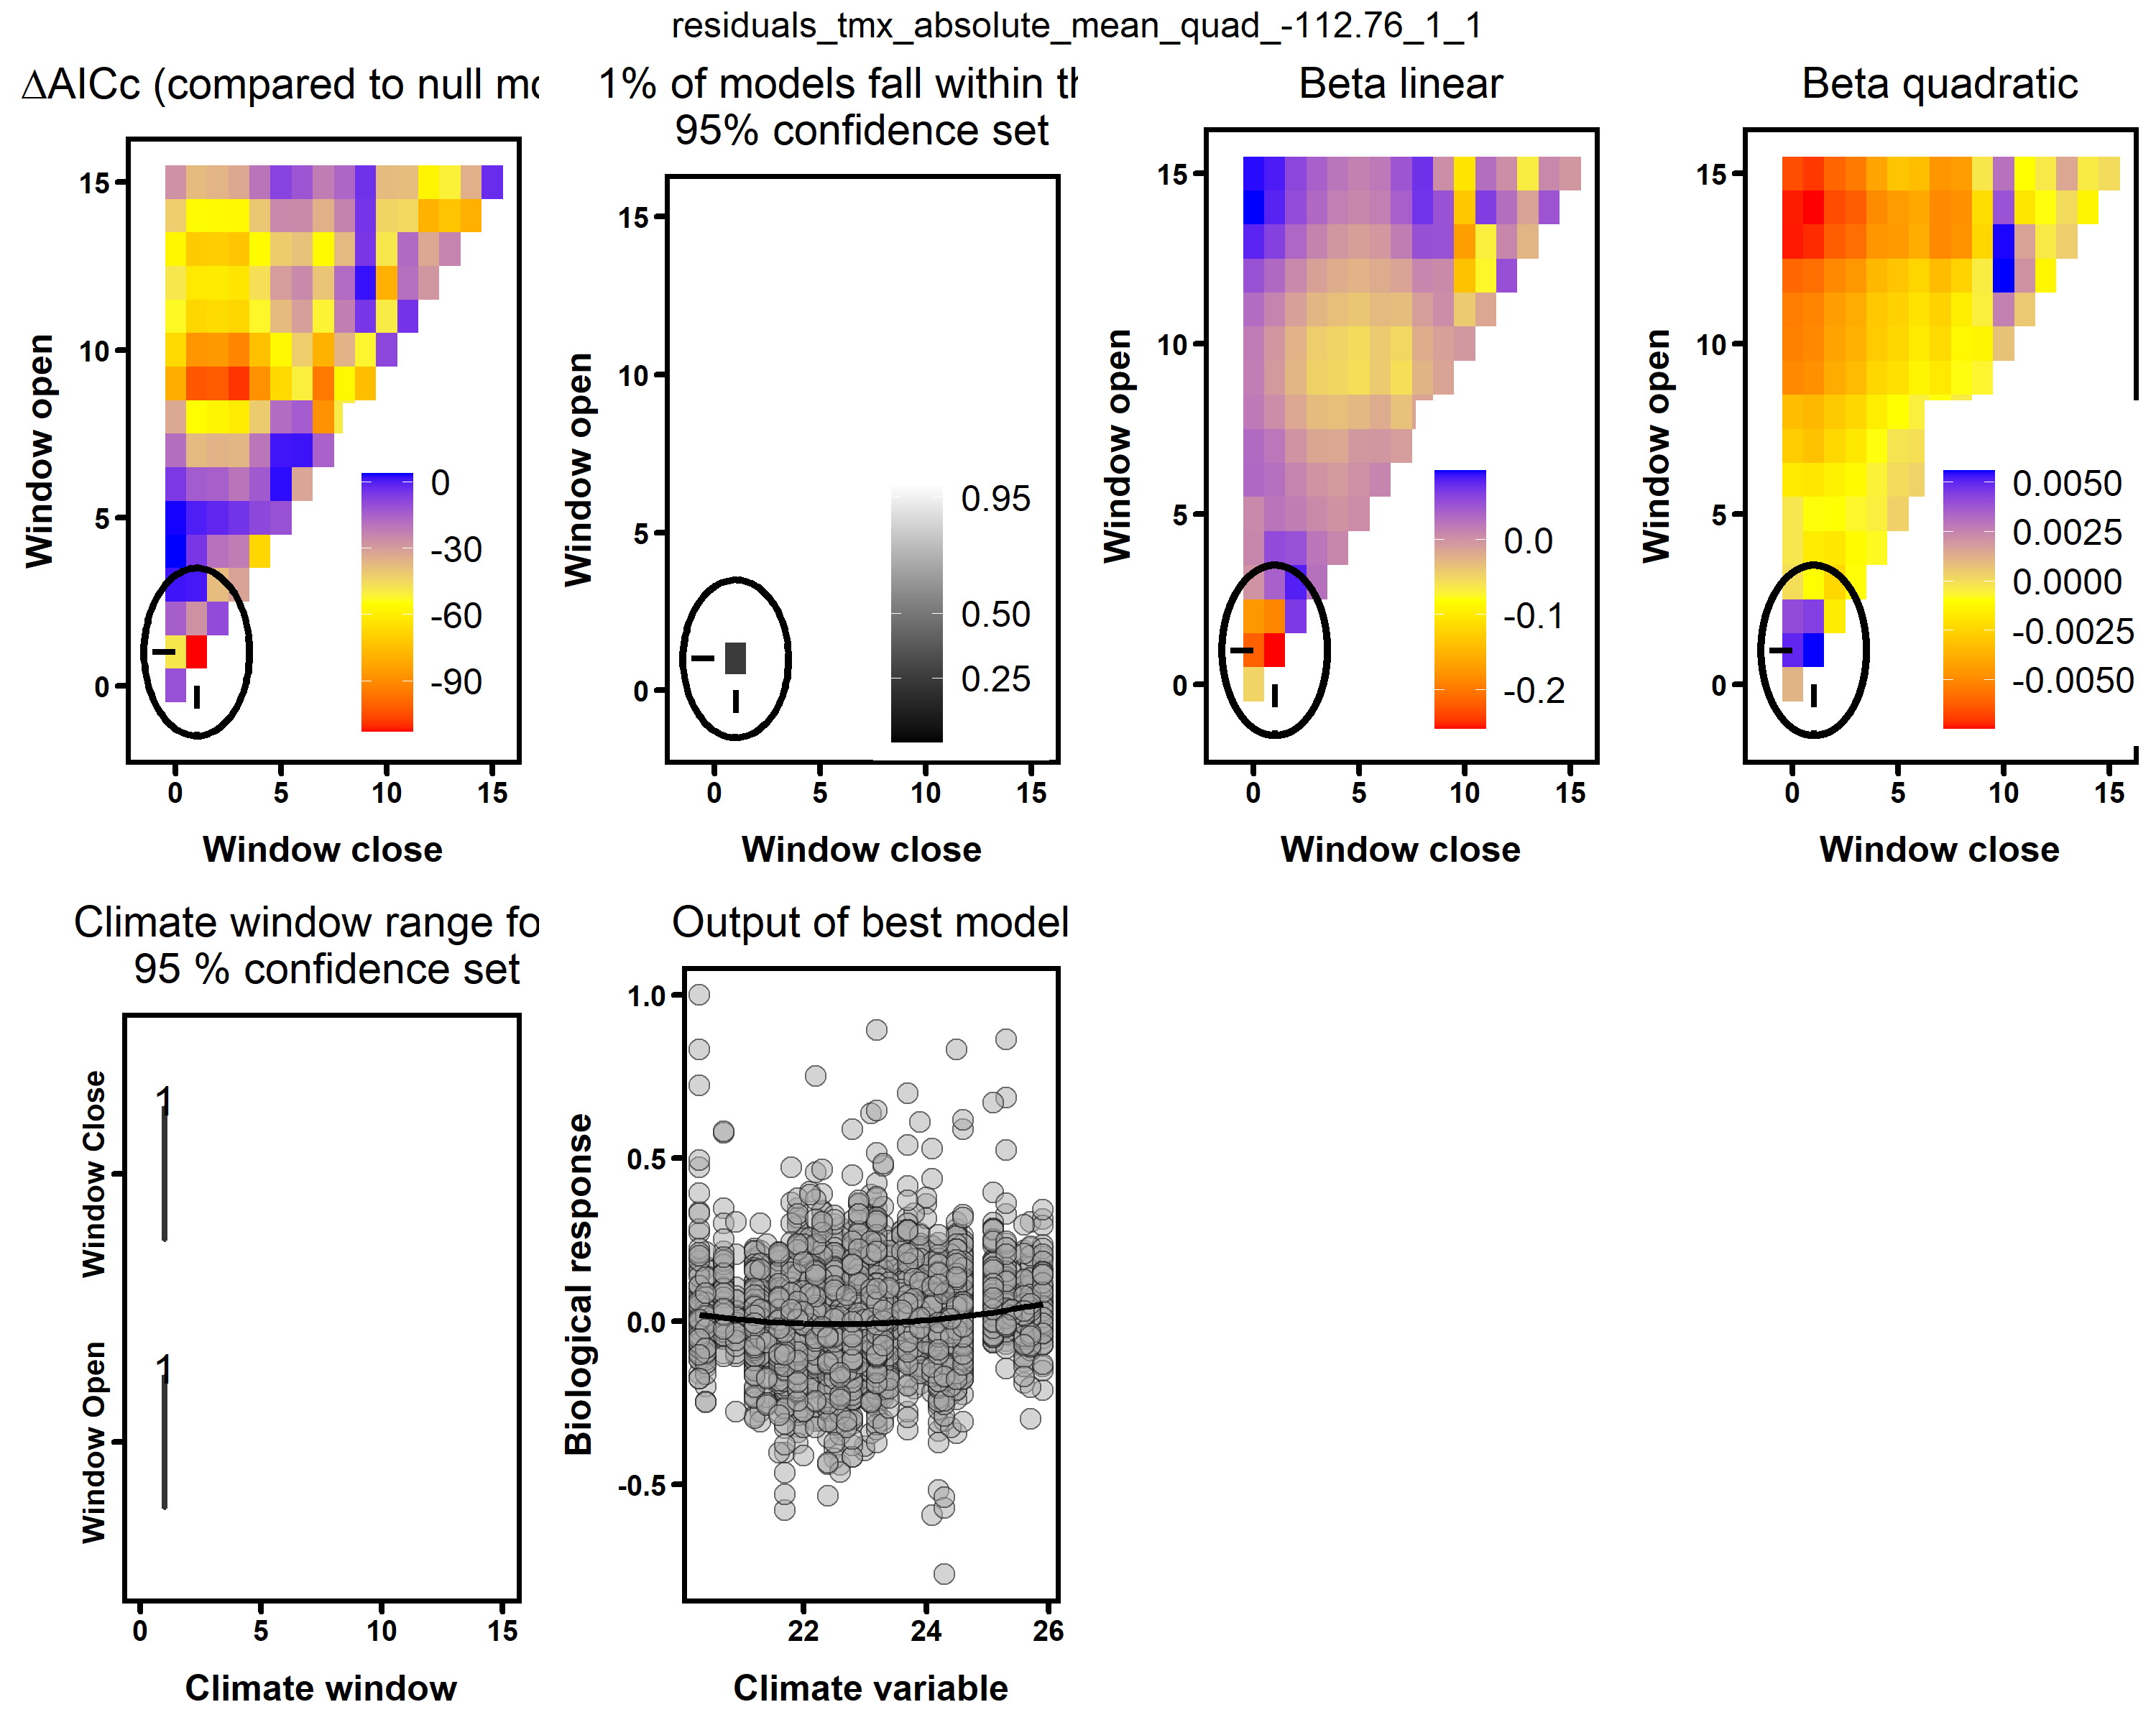 residuals_tmx_absolute_mean_quad_-112.76_1_1
ΔAICc (compared to null mo
Window open
15
10
5
0
0
-30
-60
-90
0 5 10 15
Window close
1% of models fall within th
95% confidence set
Window open
15
10
5
0
0.95
0.50
0.25
0 5 10 15
Window close
Beta linear
Window open
15
10
5
0
0.0
-0.1
-0.2
0 5 10 15
Window close
Beta quadratic
Window open
15
10
5
0
0.0050
0.0025
0.0000
-0.0025
-0.0050
0 5 10 15
Window close
Climate window range fo
95 % confidence set
Window Close
1
Window Open
1
0 5 10 15
Climate window
Output of best model
Biological response
1.0
0.5
0.0
-0.5
22 24 26
Climate variable